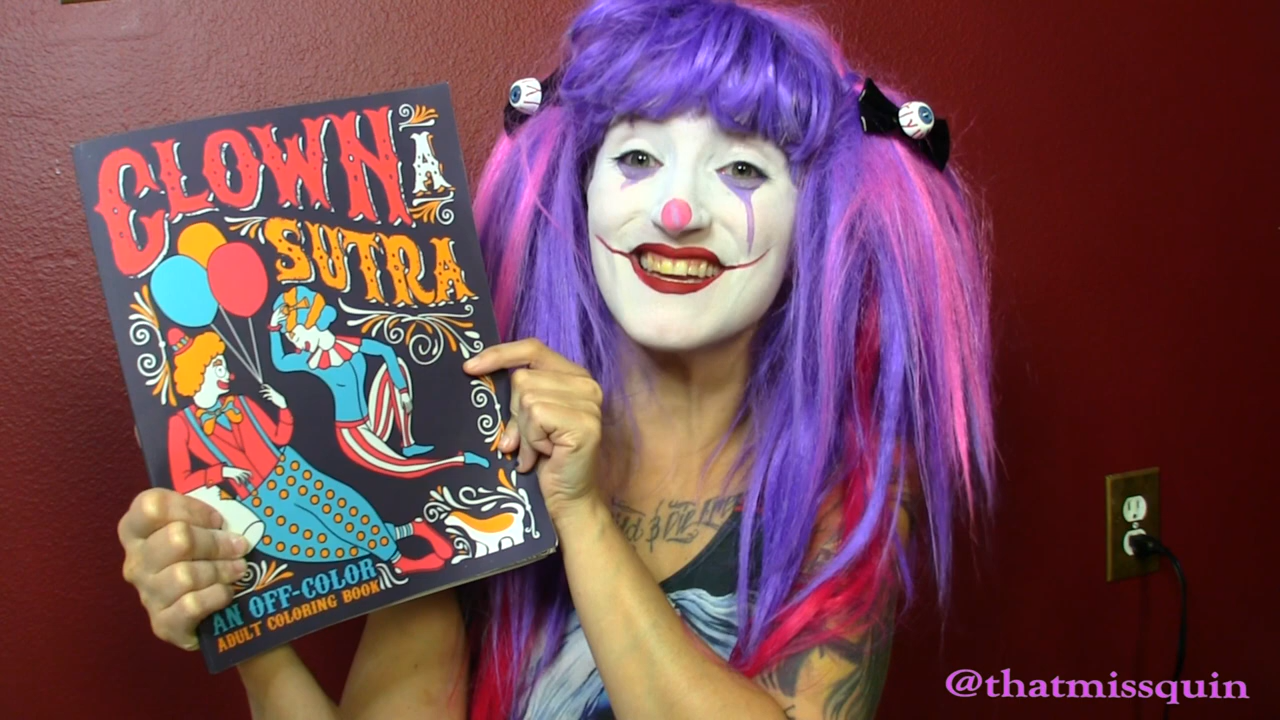 CLOWN
A
SUTRA
AN OFF-COLOR
ADULT COLORING BOOK
@thatmissquin